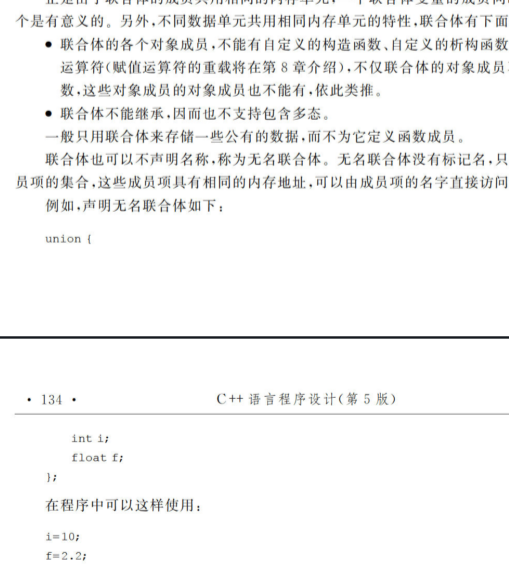 个是有意义的。另外,不同数据单元共用相同内存单元的特性,联合体有下面
• 联合体的各个对象成员,不能有自定义的构造函数、自定义的析构函数
运算符(赋值运算符的重载将在第 8 章介绍),不仅联合体的对象成员
数,这些对象成员的对象成员也不能有,依此类推。
• 联合体不能继承,因而也不支持包含多态。
一般只用联合体来存储一些公有的数据,而不为它定义函数成员。
联合体也可以不声明名称,称为无名联合体。无名联合体没有标记名,只
员项的集合,这些成员项具有相同的内存地址,可以由成员项的名字直接访问
例如,声明无名联合体如下:
union {
• 134 •
C++ 语言程序设计(第 5 版)
int i;
float f;
};
在程序中可以这样使用:
i=10;
f=2.2;